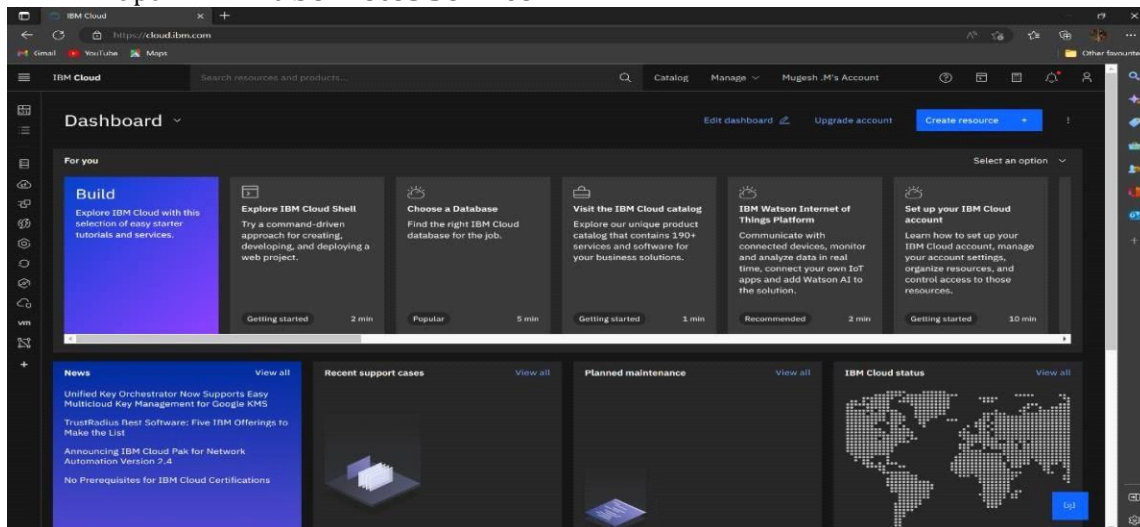 IBM Cloud
https://cloud.ibm.com
Gmail YouTube Maps Other favourites
IBM Cloud Search resources and products... Catalog Manage Mugesh .M's Account
Dashboard Edit dashboard Upgrade account Create resource +
For you Select an option
Build
Explore IBM Cloud with this
selection of easy starter
tutorials and services.
Explore IBM Cloud Shell
Try a command-driven
approach for creating,
developing, and deploying a
web project.
Getting started 2 min
Choose a Database
Find the right IBM Cloud
database for the job.
Popular 5 min
Visit the IBM Cloud catalog
Explore our unique product
catalog that contains 190+
services and software for
your business solutions.
Getting started 1 min
IBM Watson Internet of
Things Platform
Communicate with
connected devices, monitor
and analyze data in real
time, connect your own IoT
apps and add Watson AI to
the solution.
Recommended 2 min
Set up your IBM Cloud
account
Learn how to set up your
IBM Cloud account, manage
your account settings,
organize resources, and
control access to those
resources.
Getting started 10 min
vm
News View all
Unified Key Orchestrator Now Supports Easy
Multicloud Key Management for Google KMS
TrustRadius Best Software: Five IBM Offerings to
Make the List
Announcing IBM Cloud Pak for Network
Automation Version 2.4
No Prerequisites for IBM Cloud Certifications
Recent support cases View all
Planned maintenance View all
IBM Cloud status View all